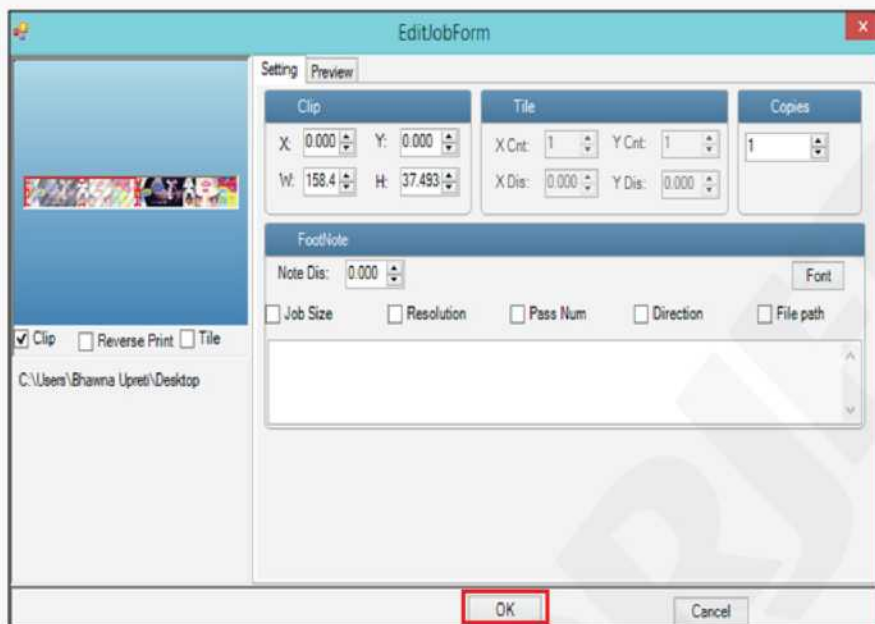 EditJobForm
x
Setting Preview
Clip
X: 0.000 Y: 0.000
W: 158.4 H: 37.493
Tile
X Cnt: 1 Y Cnt: 1
X Dis: 0.000 Y Dis: 0.000
Copies
1
FootNote
Note Dis: 0.000 Font
Job Size Resolution Pass Num Direction File path
Clip Reverse Print Tile
C:\Users\Bhawna Upreti\Desktop
OK Cancel